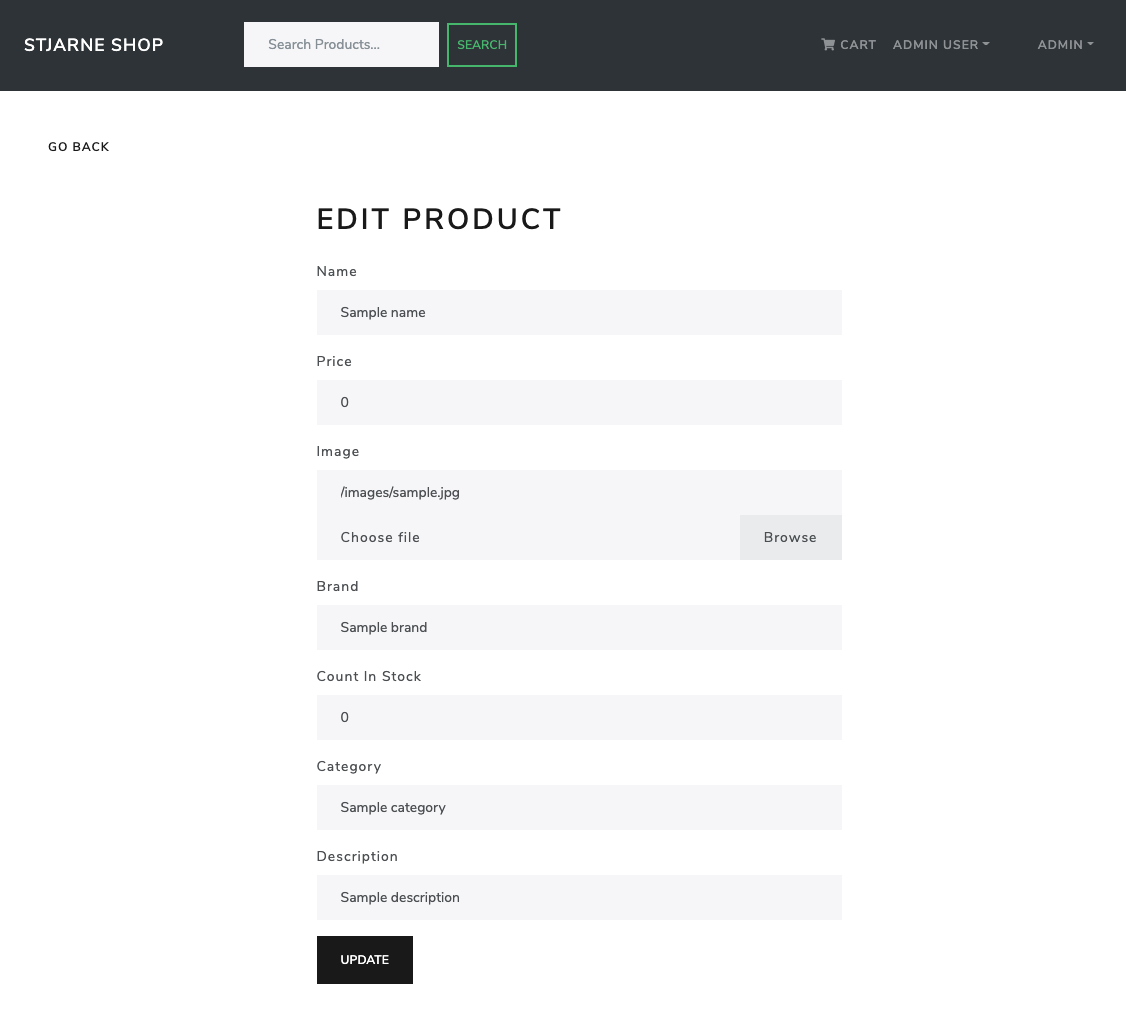 STJARNE SHOP
Search Products...
SEARCH
CART
ADMIN USER
ADMIN
GO BACK
EDIT PRODUCT
Name
Sample name
Price
0
Image
/images/sample.jpg
Choose file
Browse
Brand
Sample brand
Count In Stock
0
Category
Sample category
Description
Sample description
UPDATE